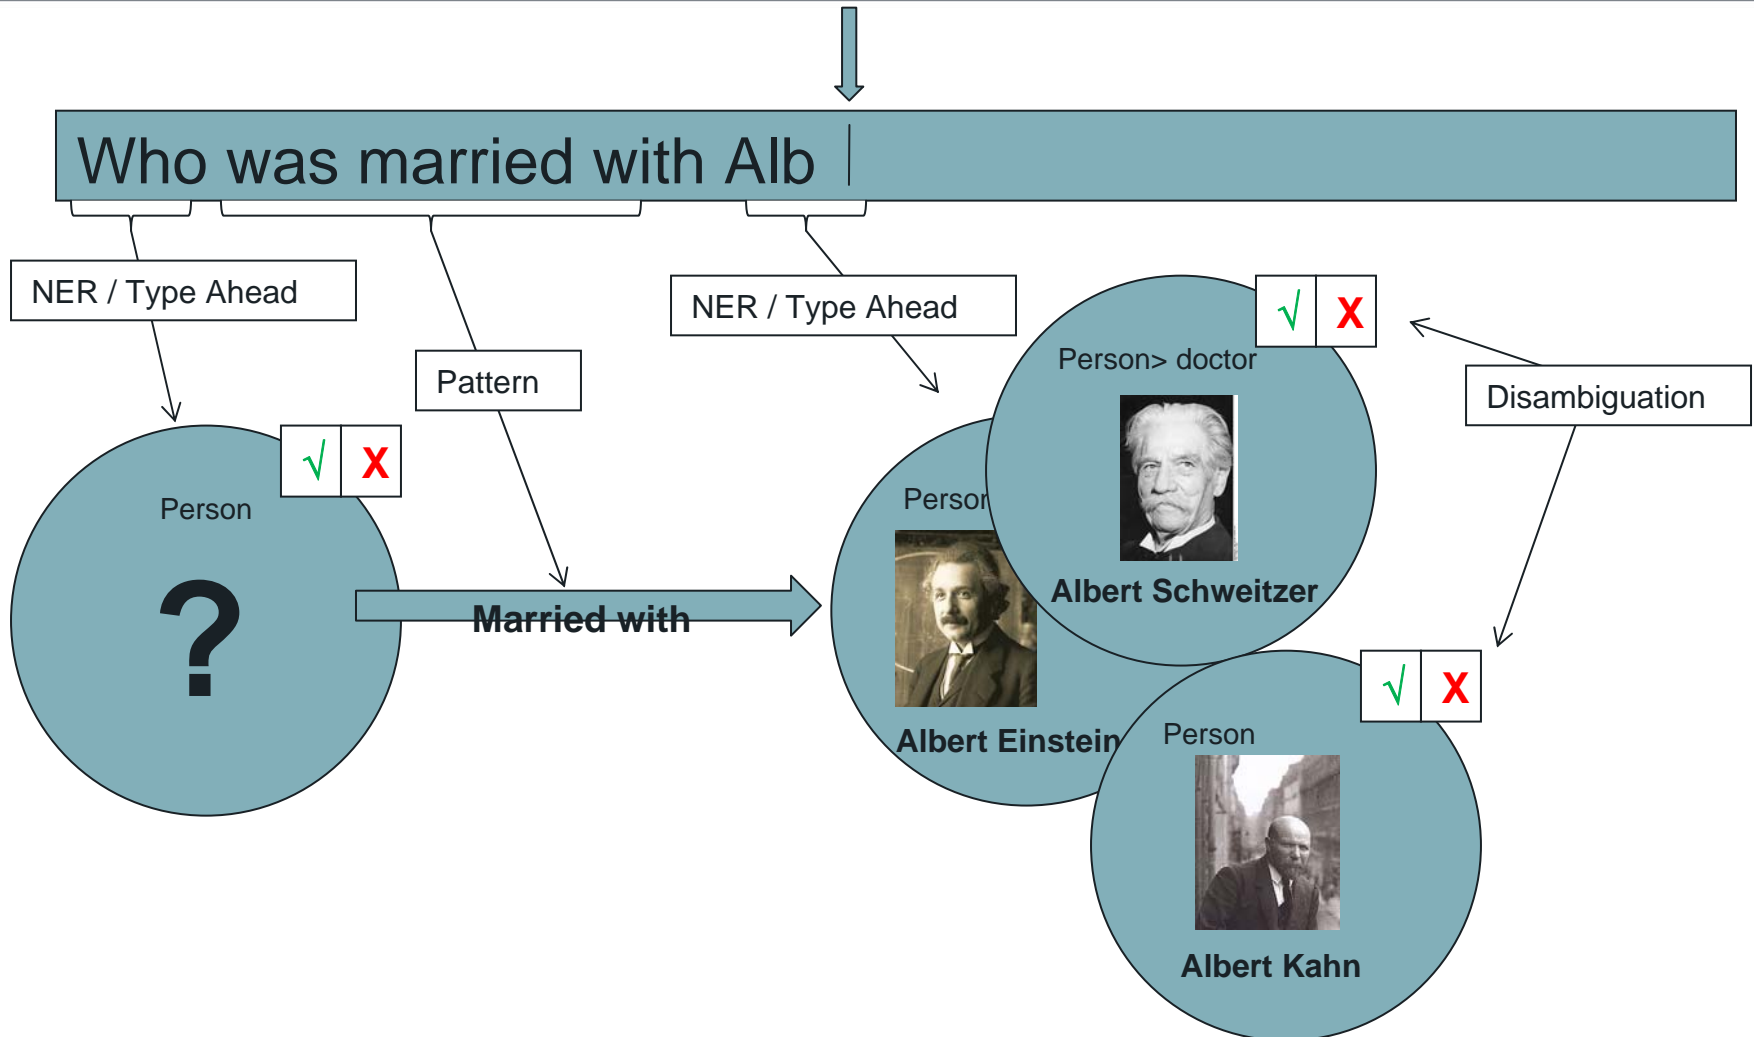 Who was married with Alb
NER / Type Ahead
NER / Type Ahead
Pattern
Disambiguation
√ X
Person> doctor
Albert Schweitzer
√ X
Person
?
Married with
Person
Albert Einstein
√ X
Person
Albert Kahn